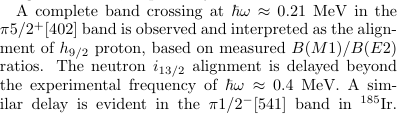 A complete band crossing at ℏω ≈ 0.21 MeV in the
π5/2⁺[402] band is observed and interpreted as the align-
ment of h₉/₂ proton, based on measured B(M1)/B(E2)
ratios. The neutron i₁₃/₂ alignment is delayed beyond
the experimental frequency of ℏω ≈ 0.4 MeV. A sim-
ilar delay is evident in the π1/2⁻[541] band in ¹⁸⁵Ir.